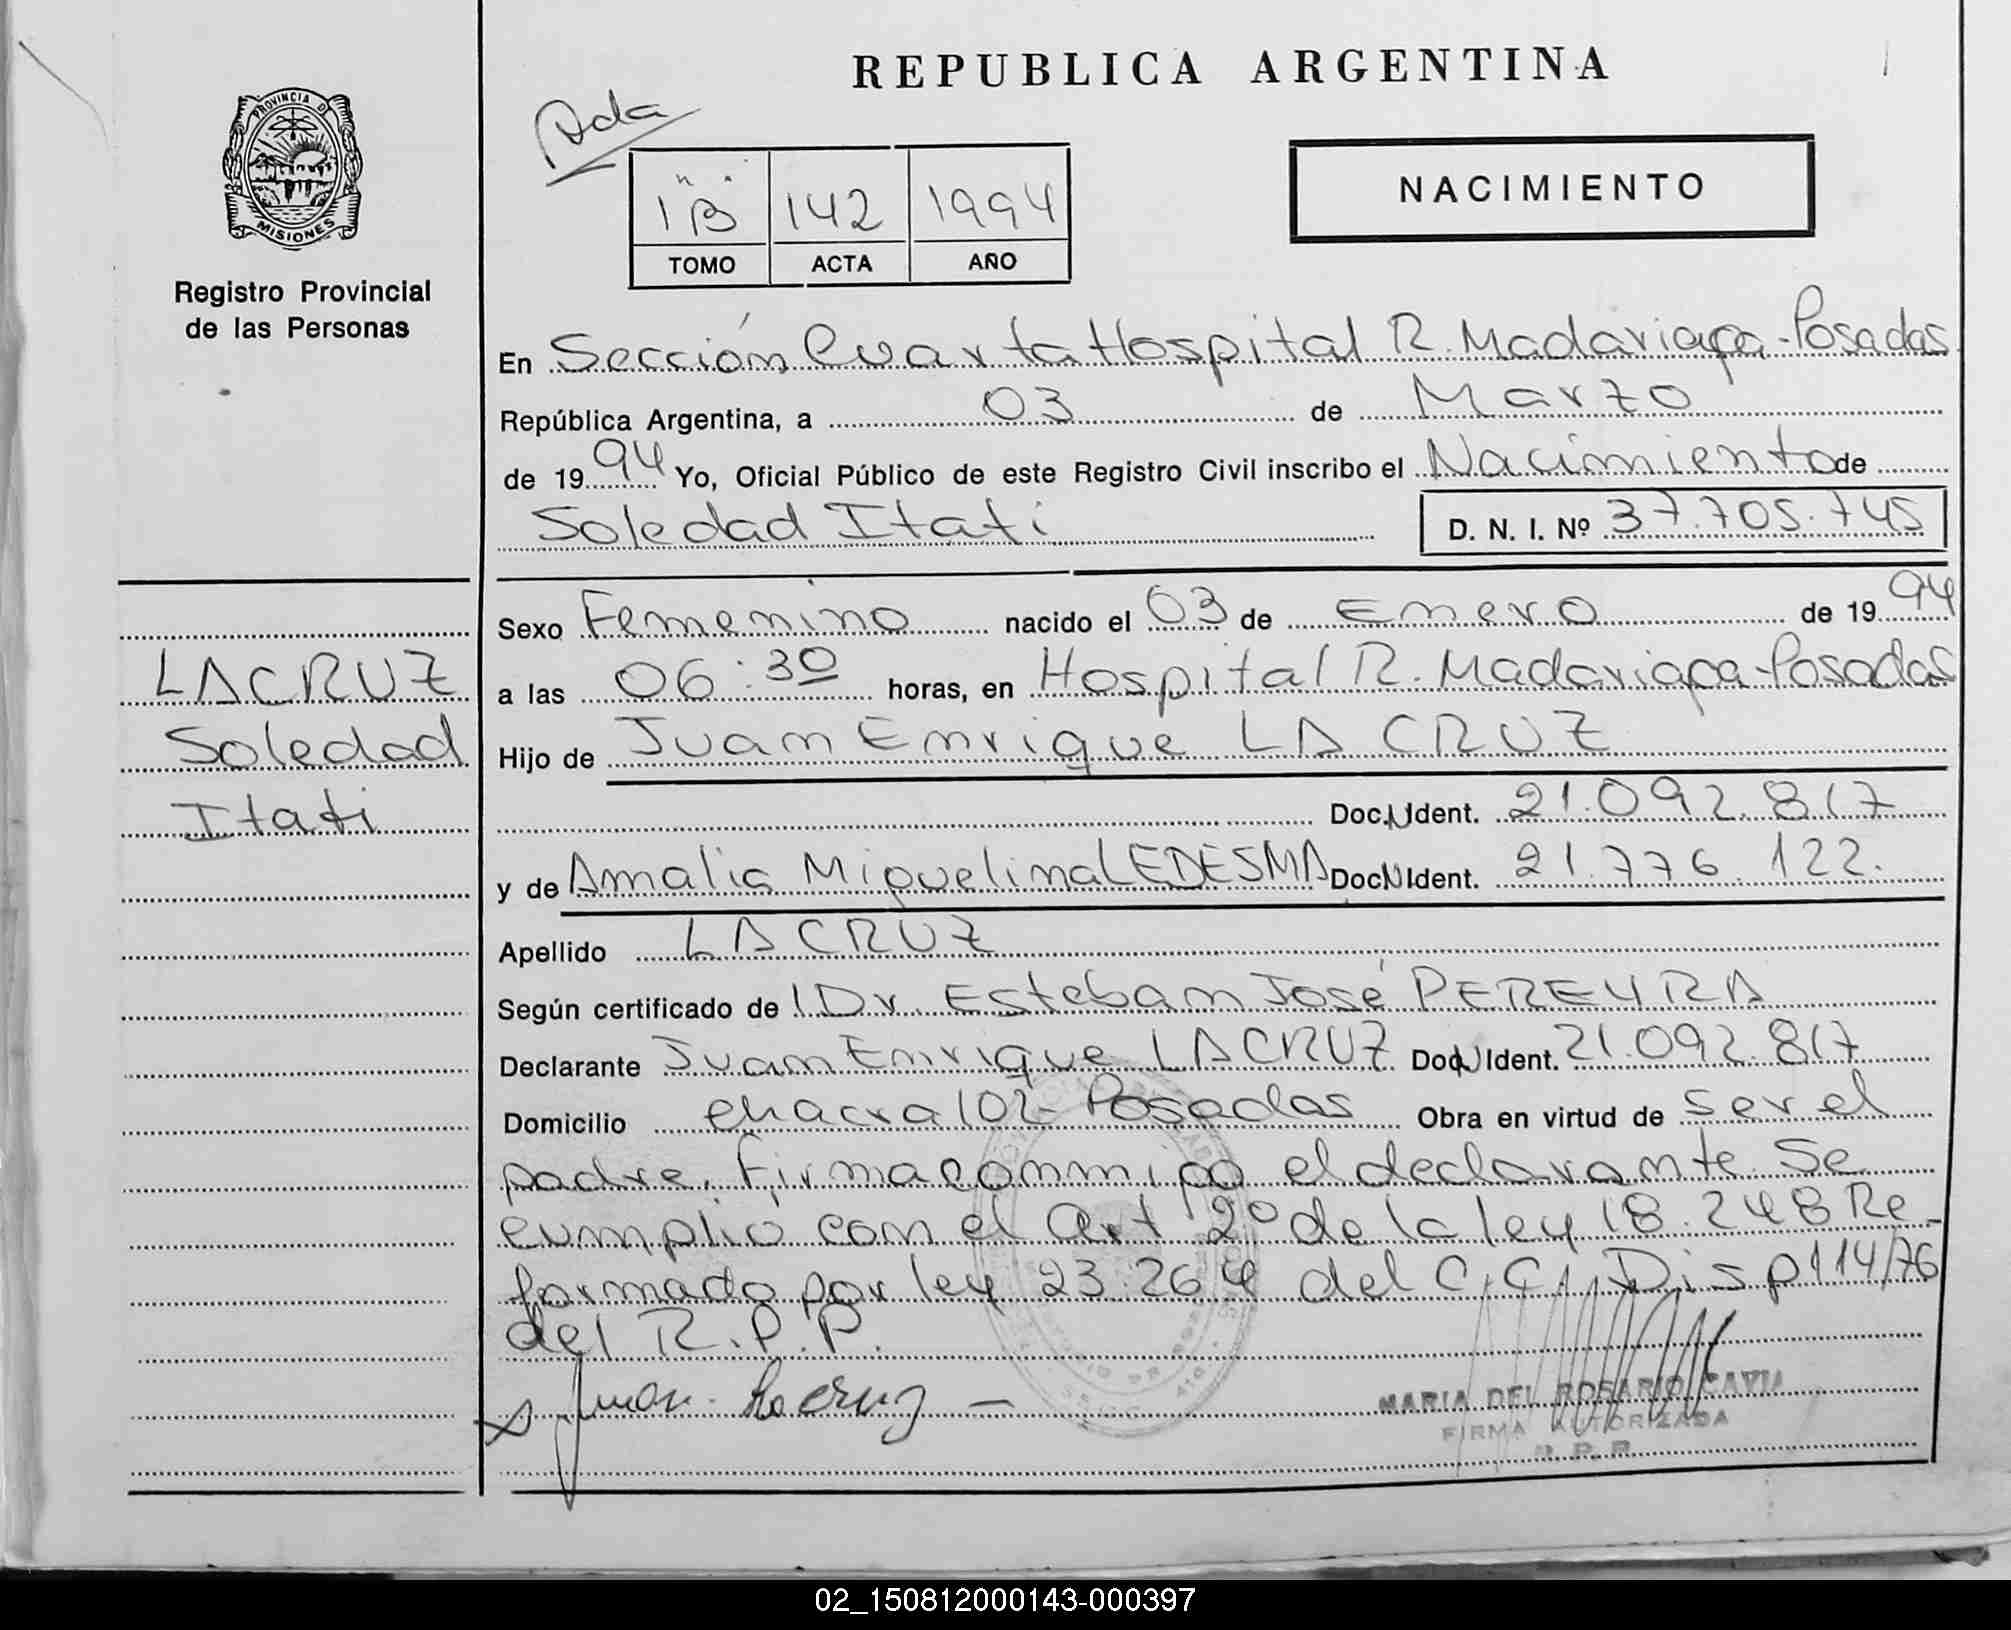 REPUBLICA ARGENTINA
PROVINCIA DE
MISIONES
Registro Provincial
de las Personas
1"B" 142 1994
TOMO ACTA AÑO
NACIMIENTO
En Sección Cuarta Hospital R. Madariaga - Posadas
República Argentina, a 03 de Marzo
de 1994 Yo, Oficial Público de este Registro Civil inscribo el Nacimiento de
Soledad Itati D. N. I. Nº 37.705.745
LA CRUZ
Soledad
Itati
Sexo Femenino nacido el 03 de Enero de 1994
a las 06:30 horas, en Hospital R. Madariaga - Posadas
Hijo de Juan Enrique LA CRUZ
Doc. N Ident. 21.092.817
y de Amalia Miguelina LEDESMA Doc N Ident. 21.776.122.
Apellido LA CRUZ
Según certificado de l Dr. Esteban José PEREYRA
Declarante Juan Enrique LA CRUZ Doc N Ident. 21.092.817
Domicilio chacra 102 - Posadas Obra en virtud de ser el
padre. Firma conmigo el declarante Se
cumplió con el Art 2º de la ley 18.248 Re-
formado por ley 23.264 del C.C. Disp 114/76
del R.P.P.
Juan Lacruz
MARIA DEL ROSARIO CAVIA
FIRMA AUTORIZADA
R. P. P.
02_150812000143-000397